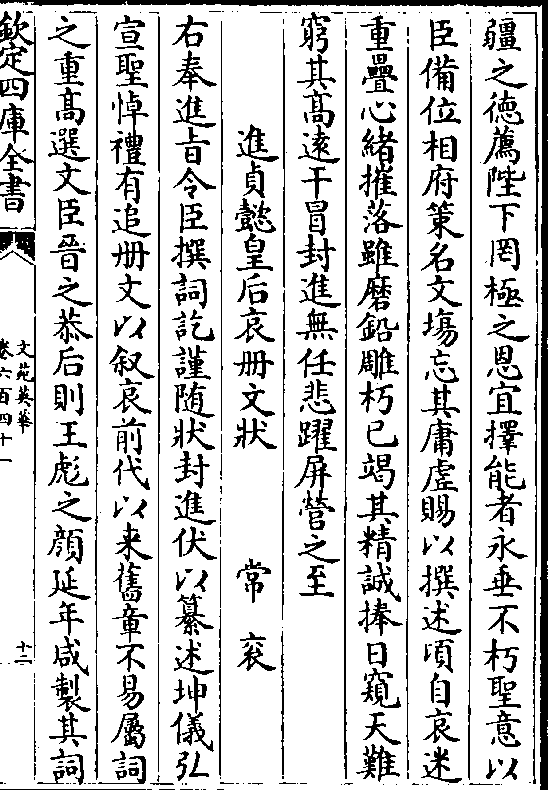 疆之徳薦陛下罔極之恩宜擇能者永垂不朽聖意以
臣備位相府策名文塲忘其庸虚賜以撰述頃自哀迷
重疊心緒摧落雖磨鉛雕朽已竭其精誠捧日窺天難
窮其髙逺干冒封進無任悲躍屏營之至
進貞懿皇后哀册文狀　常衮
右奉進旨令臣撰詞訖謹随狀封進伏以纂述坤儀弘
宣聖悼禮有追册文以叙哀前代以来舊章不易屬詞
之重髙選文臣晉之恭后則王彪之顔延年咸製其詞
欽定四庫全書
文苑英華
卷六百四十一
十二